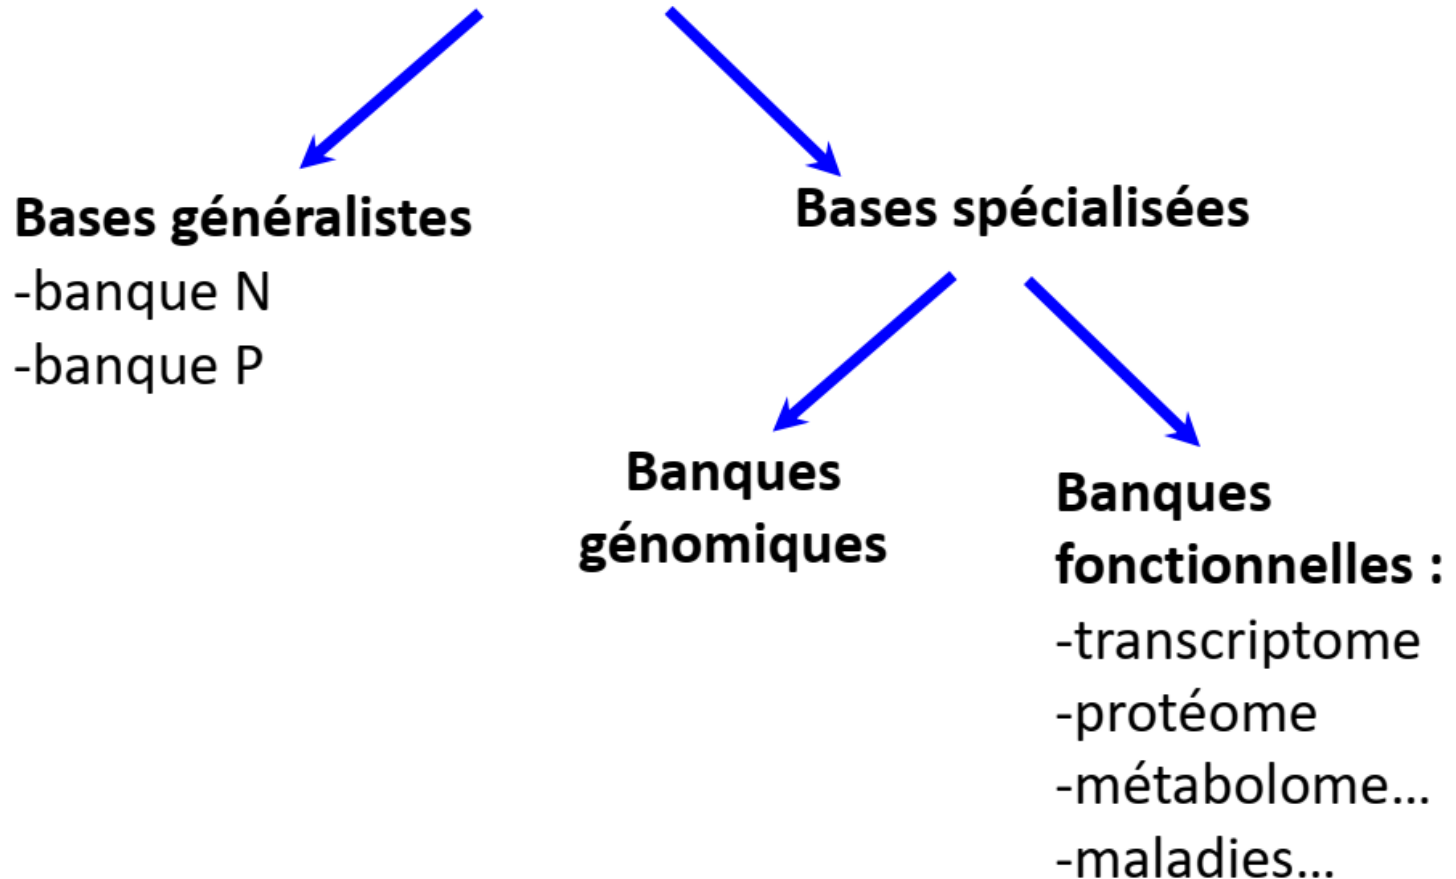 Bases généralistes
-banque N
-banque P
Bases spécialisées
Banques
génomiques
Banques
fonctionnelles :
-transcriptome
-protéome
-métabolome...
-maladies...